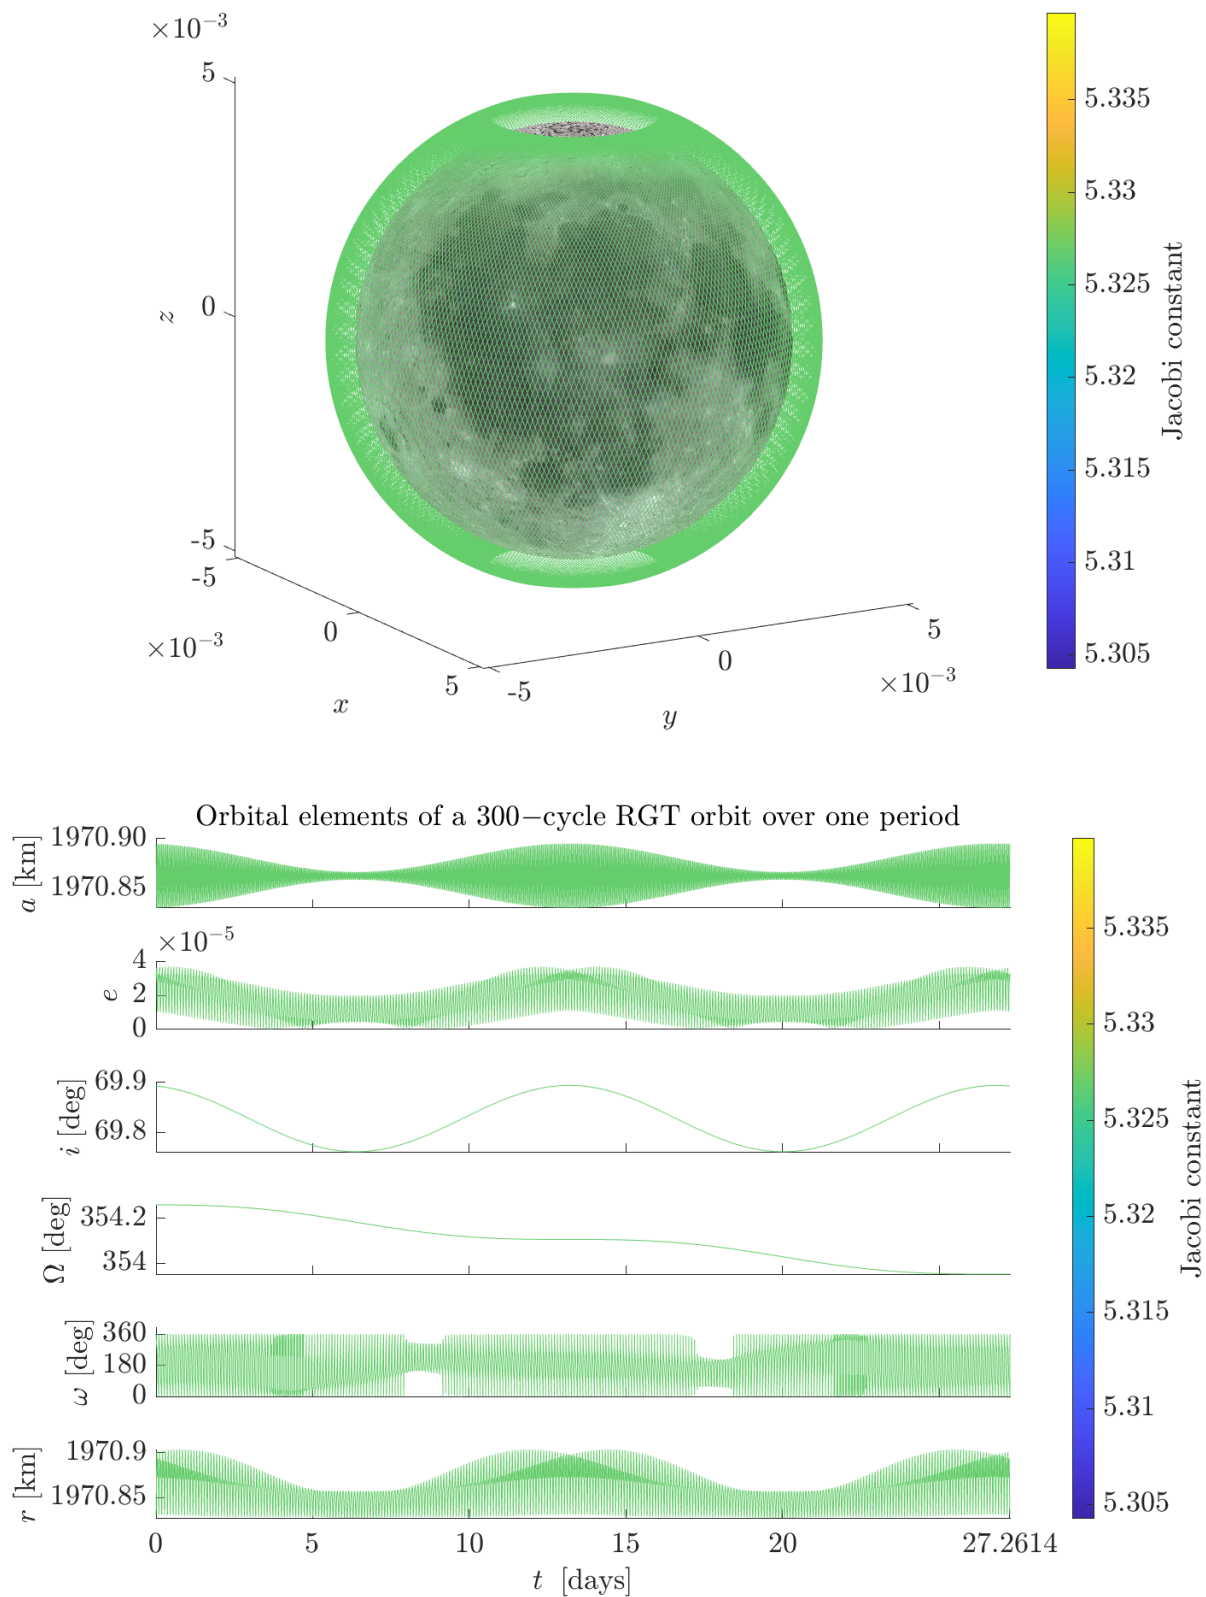 ×10⁻³
5
0
-5
z
-5
0
5
×10⁻³
x
-5
0
5
×10⁻³
y
5.335
5.33
5.325
5.32
5.315
5.31
5.305
Jacobi constant
Orbital elements of a 300−cycle RGT orbit over one period
1970.90
1970.85
a [km]
×10⁻⁵
4
2
0
e
69.9
69.8
i [deg]
354.2
354
Ω [deg]
360
180
0
ω [deg]
1970.9
1970.85
r [km]
0 5 10 15 20 27.2614
t [days]
5.335
5.33
5.325
5.32
5.315
5.31
5.305
Jacobi constant